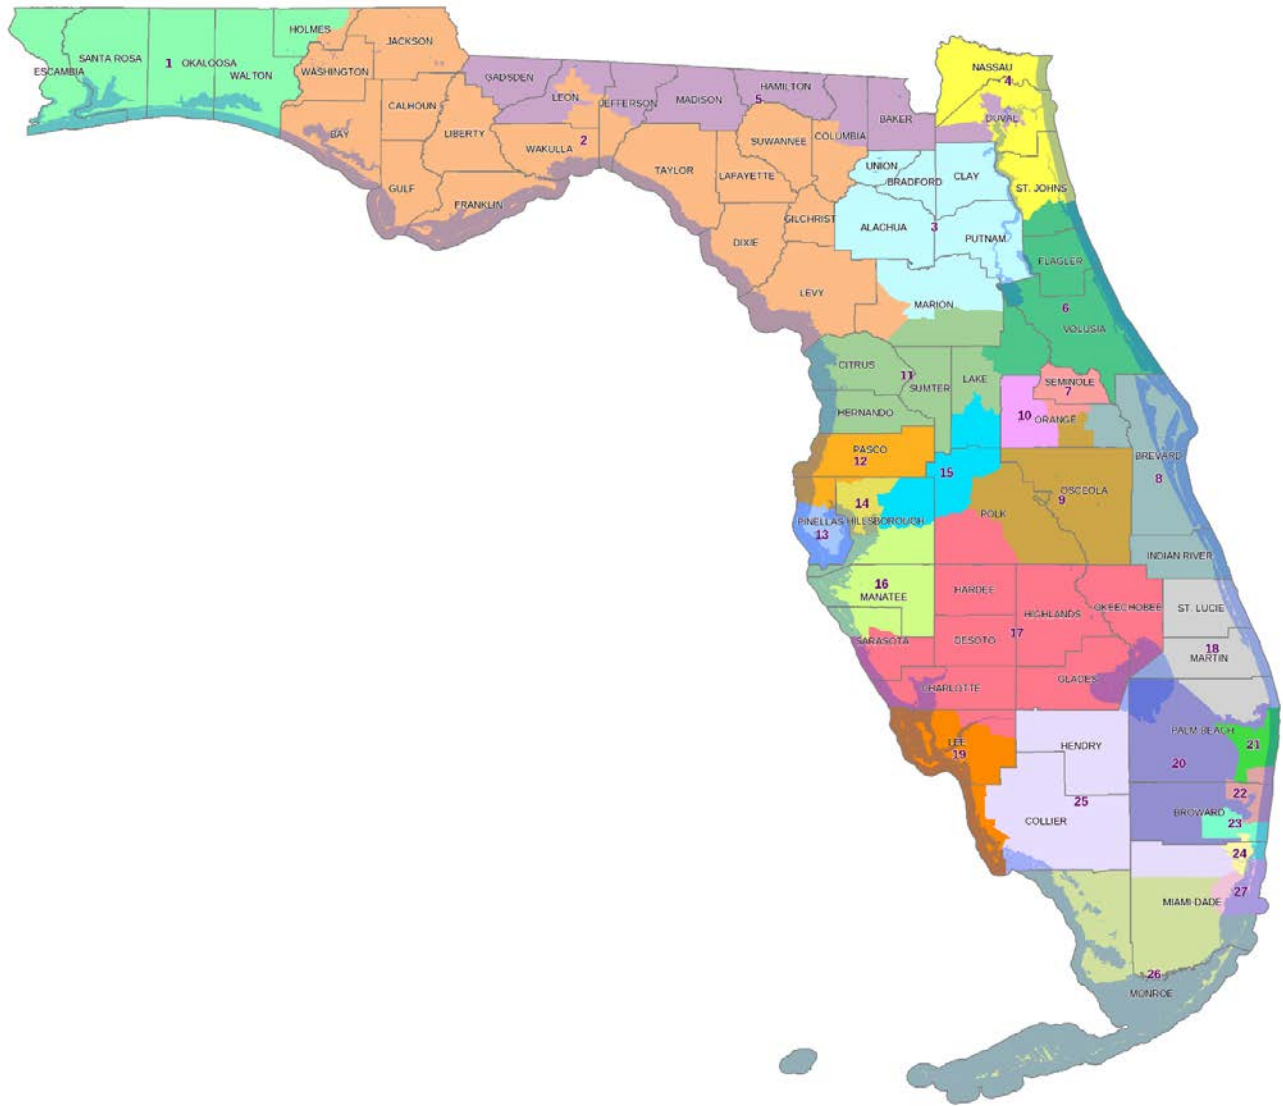 HOLMES
JACKSON
SANTA ROSA
1
OKALOOSA
ESCAMBIA
WALTON
WASHINGTON
GADSDEN
HAMILTON
NASSAU
4
LEON
JEFFERSON
MADISON
5
CALHOUN
BAKER
DUVAL
BAY
LIBERTY
WAKULLA
2
SUWANNEE
COLUMBIA
TAYLOR
LAFAYETTE
UNION
BRADFORD
CLAY
GULF
FRANKLIN
ST. JOHNS
GILCHRIST
ALACHUA
3
PUTNAM
DIXIE
FLAGLER
LEVY
MARION
6
VOLUSIA
CITRUS
11
SUMTER
LAKE
SEMINOLE
7
HERNANDO
10
ORANGE
PASCO
12
BREVARD
15
8
OSCEOLA
9
14
POLK
PINELLAS
HILLSBOROUGH
13
INDIAN RIVER
16
MANATEE
HARDEE
HIGHLANDS
OKEECHOBEE
ST. LUCIE
SARASOTA
DESOTO
17
18
MARTIN
CHARLOTTE
GLADES
LEE
19
HENDRY
PALM BEACH
21
20
25
22
COLLIER
BROWARD
23
24
27
MIAMI-DADE
26
MONROE